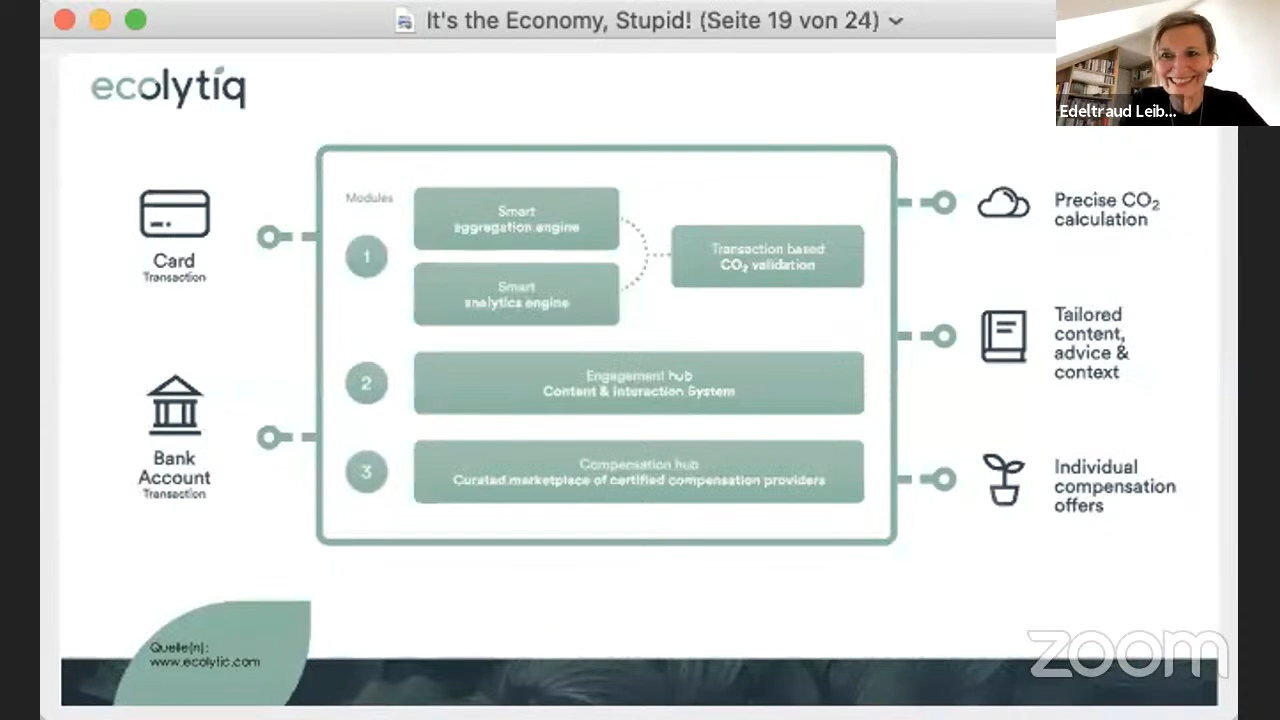 It's the Economy, Stupid! (Seite 19 von 24)
Edeltraud Leib...
ecolytiq
Card
Transaction
Bank
Account
Transaction
Modules
1
Smart
aggregation engine
Smart
analytics engine
Transaction based
CO₂ validation
2
Engagement hub
Content & Interaction System
3
Compensation hub
Curated marketplace of certified compensation providers
Precise CO₂
calculation
Tailored
content,
advice &
context
Individual
compensation
offers
Quelle(n):
www.ecolytic.com
zoom